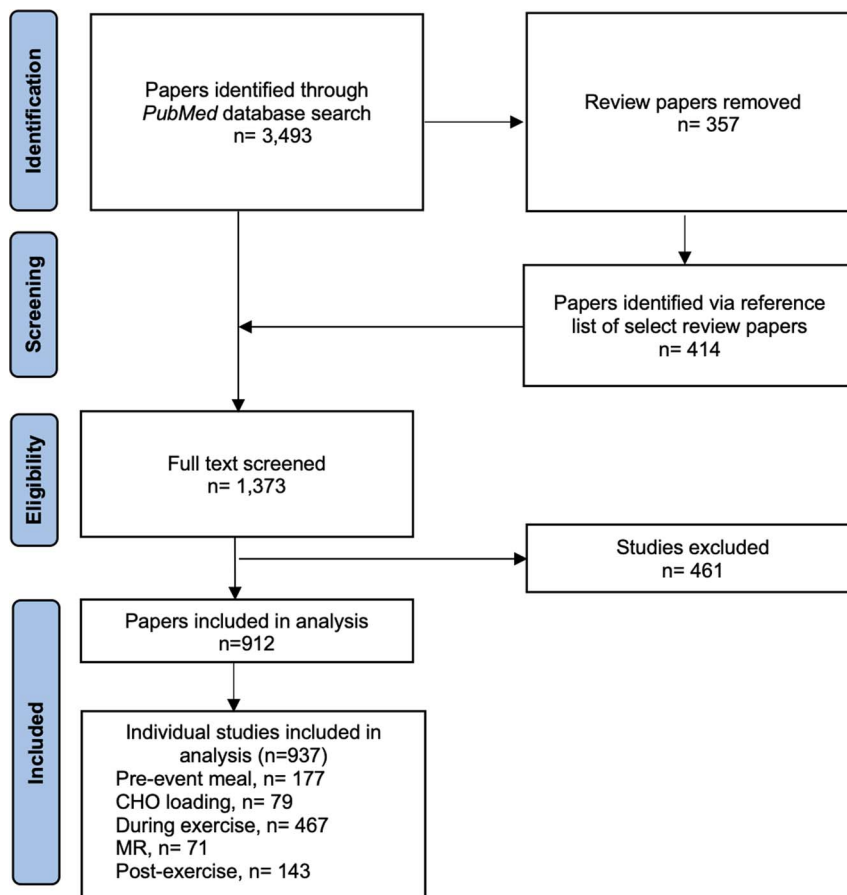 Identification
Papers identified through
PubMed database search
n= 3,493
Review papers removed
n= 357
Screening
Papers identified via reference
list of select review papers
n= 414
Eligibility
Full text screened
n= 1,373
Studies excluded
n= 461
Included
Papers included in analysis
n=912
Individual studies included in
analysis (n=937)
Pre-event meal, n= 177
CHO loading, n= 79
During exercise, n= 467
MR, n= 71
Post-exercise, n= 143